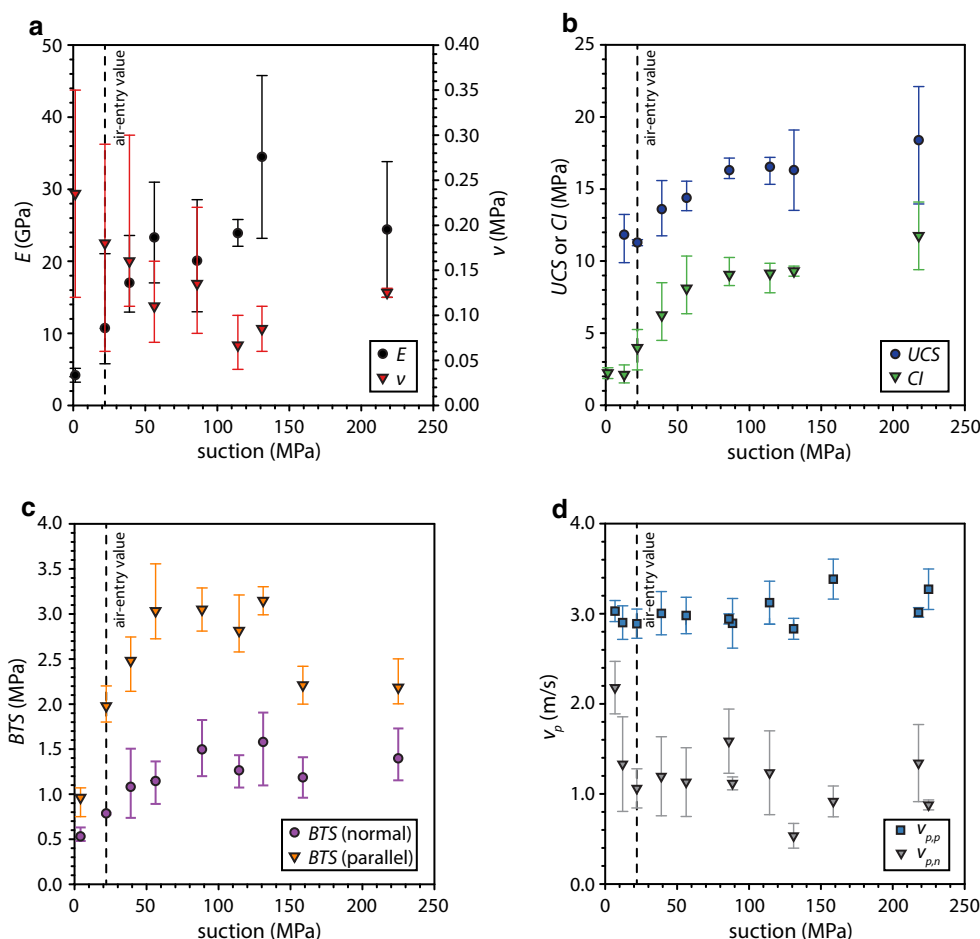 a
50
40
30
20
10
0
E (GPa)
0.40
0.35
0.30
0.25
0.20
0.15
0.10
0.05
0.00
ν (MPa)
air-entry value
E
ν
0 50 100 150 200 250
suction (MPa)
b
25
20
15
10
5
0
UCS or CI (MPa)
air-entry value
UCS
CI
0 50 100 150 200 250
suction (MPa)
c
4.0
3.5
3.0
2.5
2.0
1.5
1.0
0.5
0.0
BTS (MPa)
air-entry value
BTS (normal)
BTS (parallel)
0 50 100 150 200 250
suction (MPa)
d
4.0
3.0
2.0
1.0
0.0
vp (m/s)
air-entry value
vp,p
vp,n
0 50 100 150 200 250
suction (MPa)